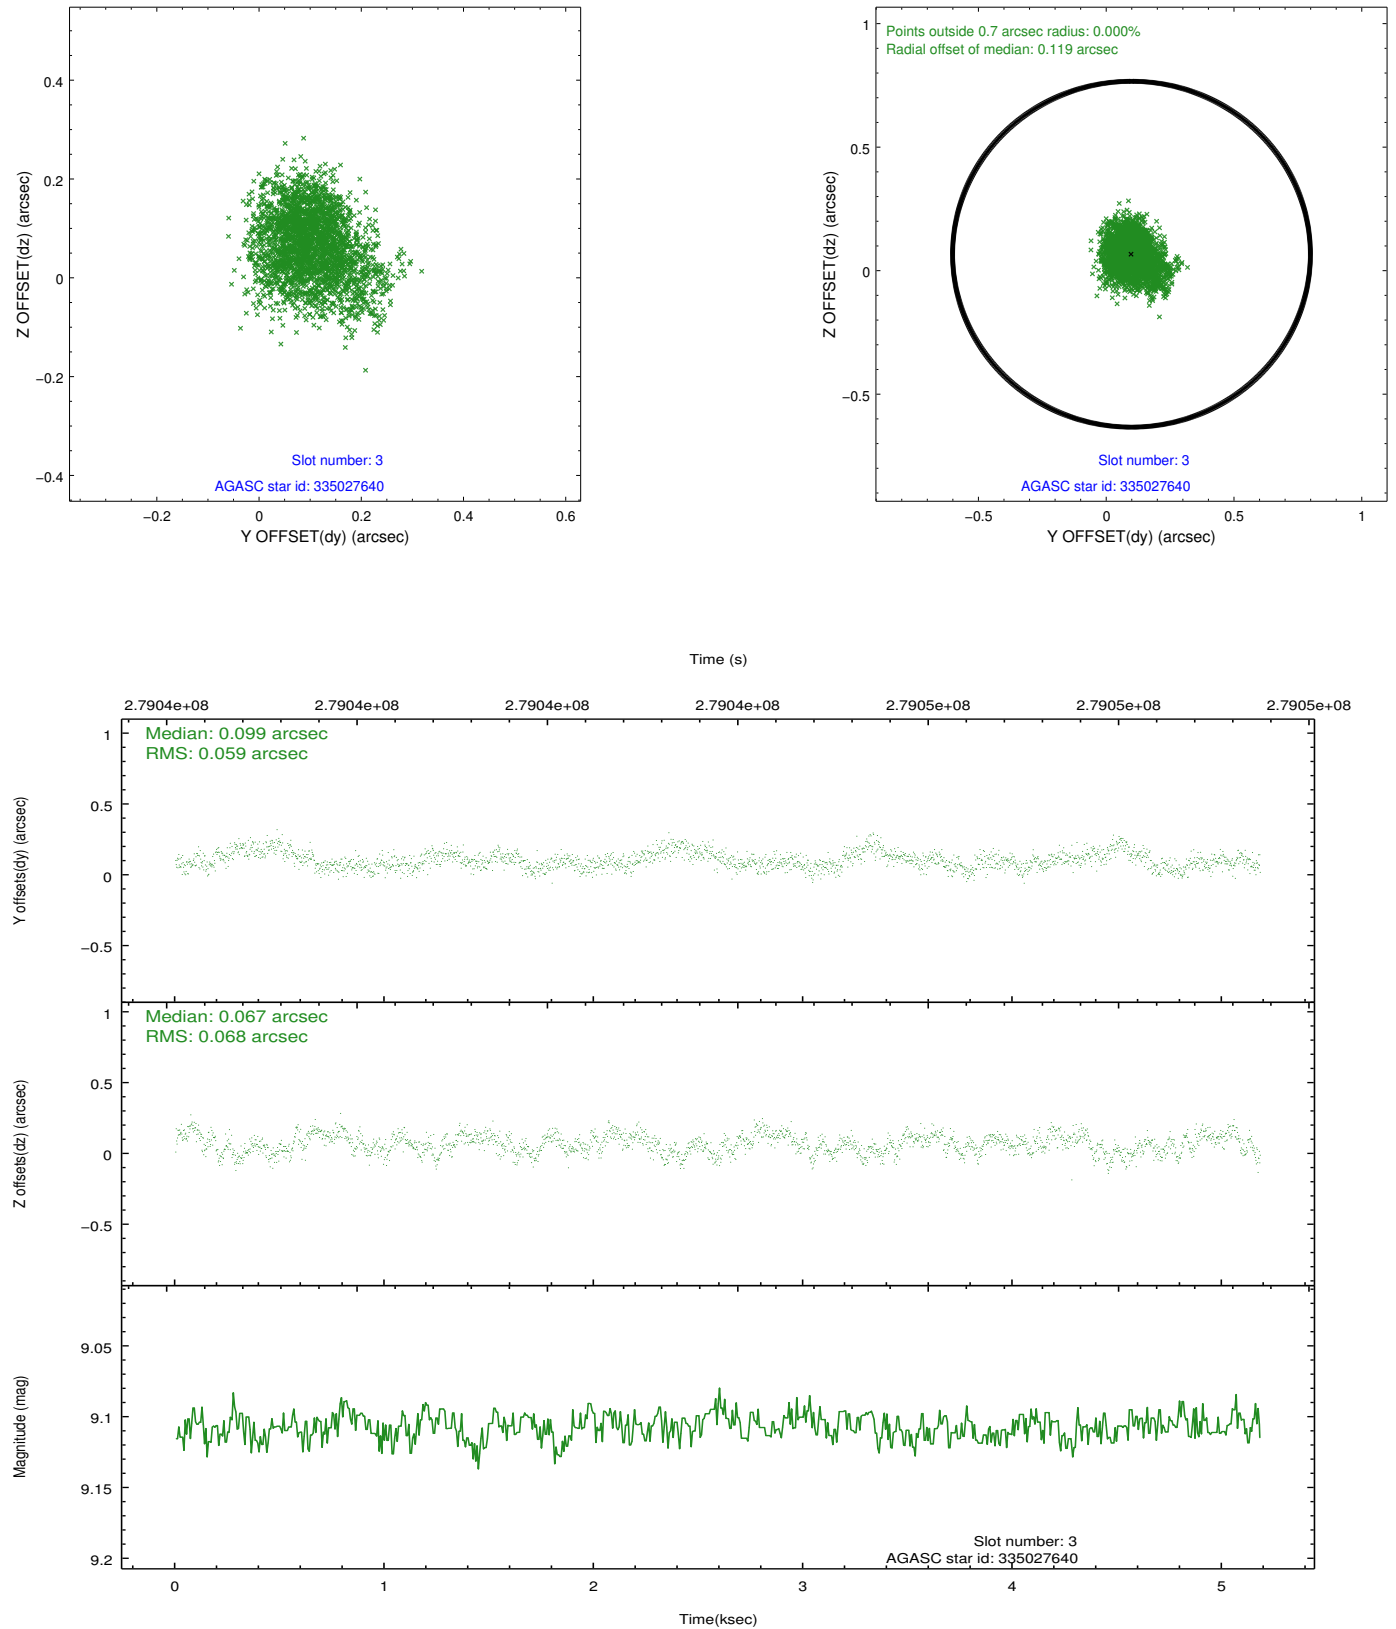 0.4
0.2
0
−0.2
−0.4
Z OFFSET(dz) (arcsec)
−0.2 0 0.2 0.4 0.6
Y OFFSET(dy) (arcsec)
Slot number: 3
AGASC star id: 335027640
Points outside 0.7 arcsec radius: 0.000%
Radial offset of median: 0.119 arcsec
1
0.5
0
−0.5
Z OFFSET(dz) (arcsec)
−0.5 0 0.5 1
Y OFFSET(dy) (arcsec)
Slot number: 3
AGASC star id: 335027640
Time (s)
2.7904e+08 2.7904e+08 2.7904e+08 2.7904e+08 2.7905e+08 2.7905e+08 2.7905e+08
Median: 0.099 arcsec
RMS: 0.059 arcsec
1
0.5
0
−0.5
Y offsets(dy) (arcsec)
Median: 0.067 arcsec
RMS: 0.068 arcsec
1
0.5
0
−0.5
Z offsets(dz) (arcsec)
9.05
9.1
9.15
9.2
Magnitude (mag)
Slot number: 3
AGASC star id: 335027640
0 1 2 3 4 5
Time(ksec)